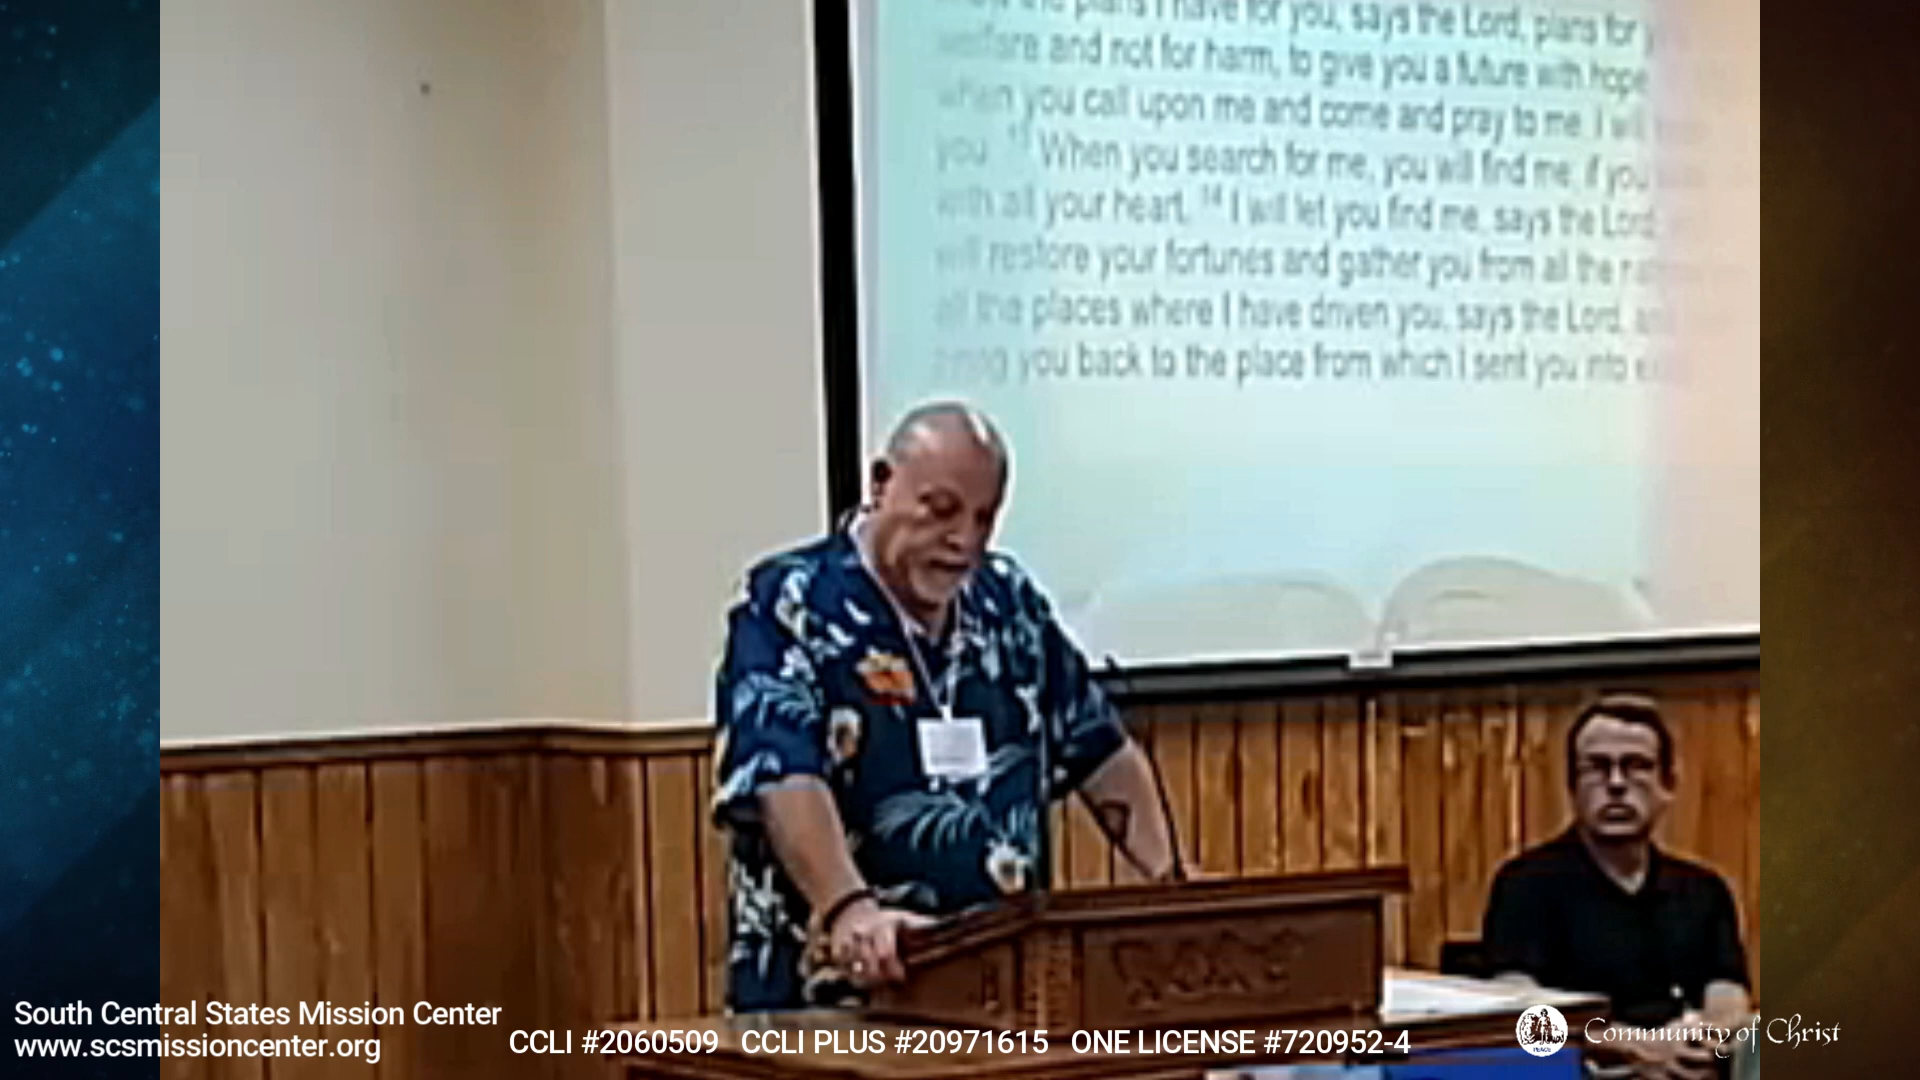 the plans I have for you, says the Lord, plans for
welfare and not for harm, to give you a future with hope
when you call upon me and come and pray to me, I will
you. 13 When you search for me, you will find me; if you
with all your heart, 14 I will let you find me, says the Lord,
will restore your fortunes and gather you from all the
all the places where I have driven you, says the Lord,
bring you back to the place from which I sent you into
South Central States Mission Center
www.scsmissioncenter.org
CCLI #2060509 CCLI PLUS #20971615 ONE LICENSE #720952-4
PEACE
Community of Christ